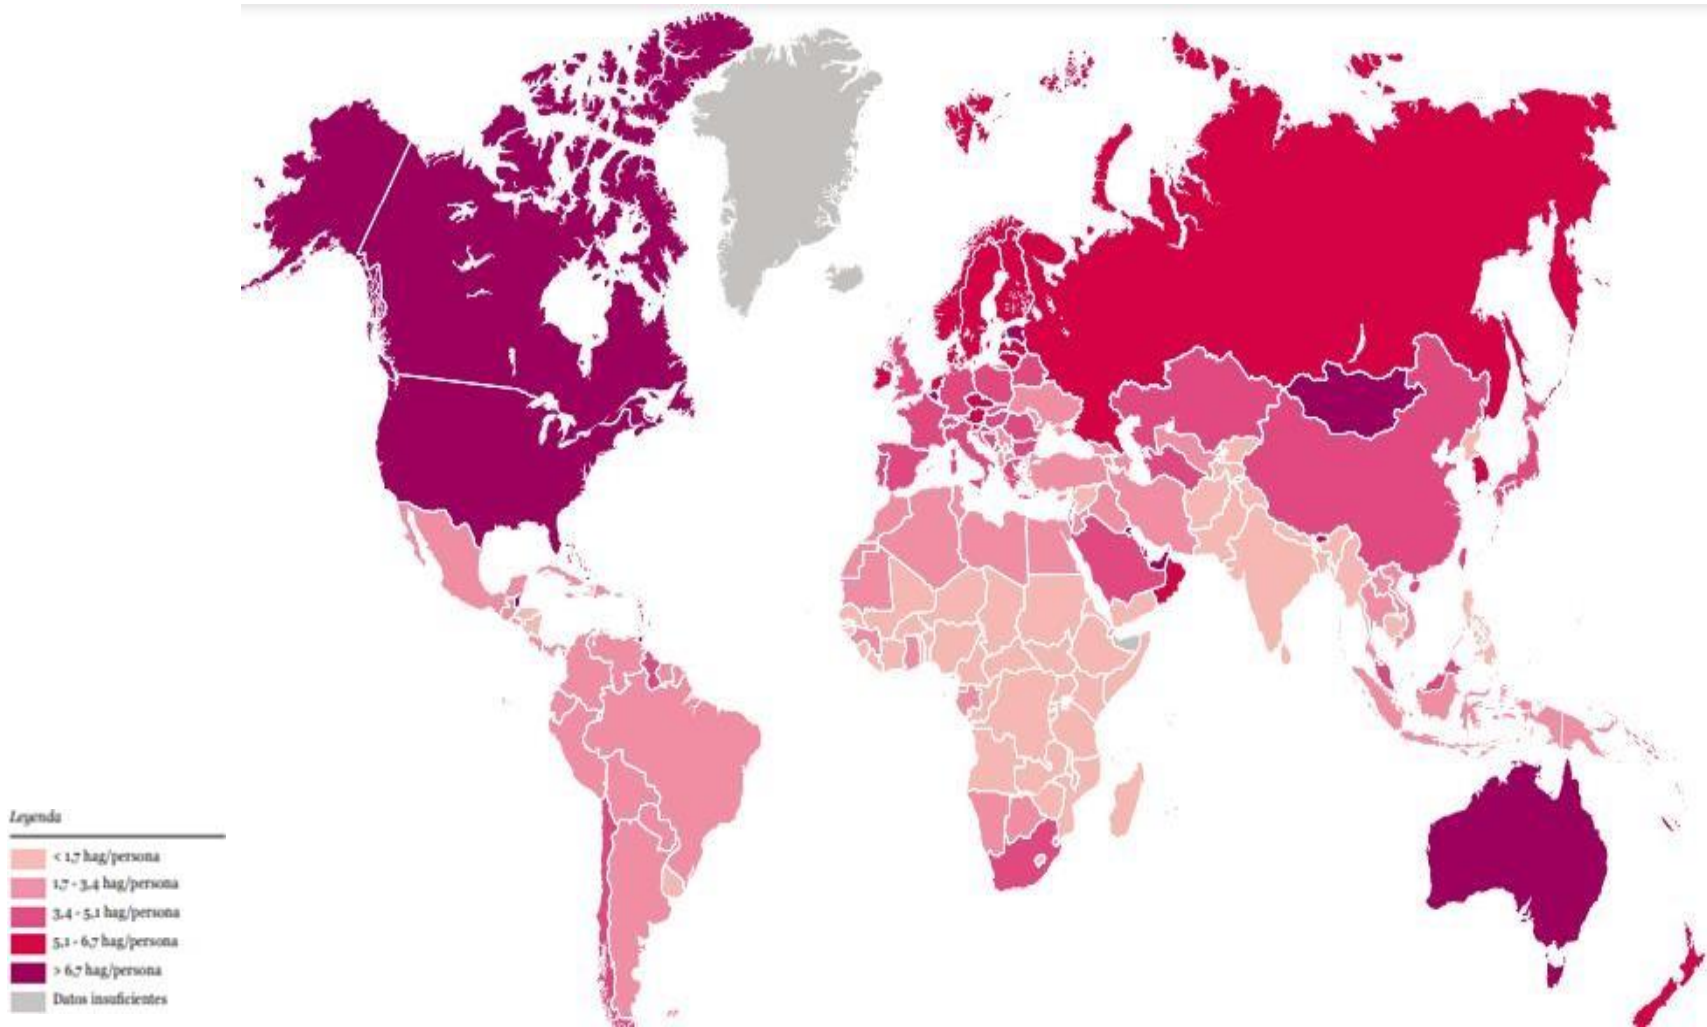 Leyenda
< 1,7 hag/persona
1,7 - 3,4 hag/persona
3,4 - 5,1 hag/persona
5,1 - 6,7 hag/persona
> 6,7 hag/persona
Datos insuficientes